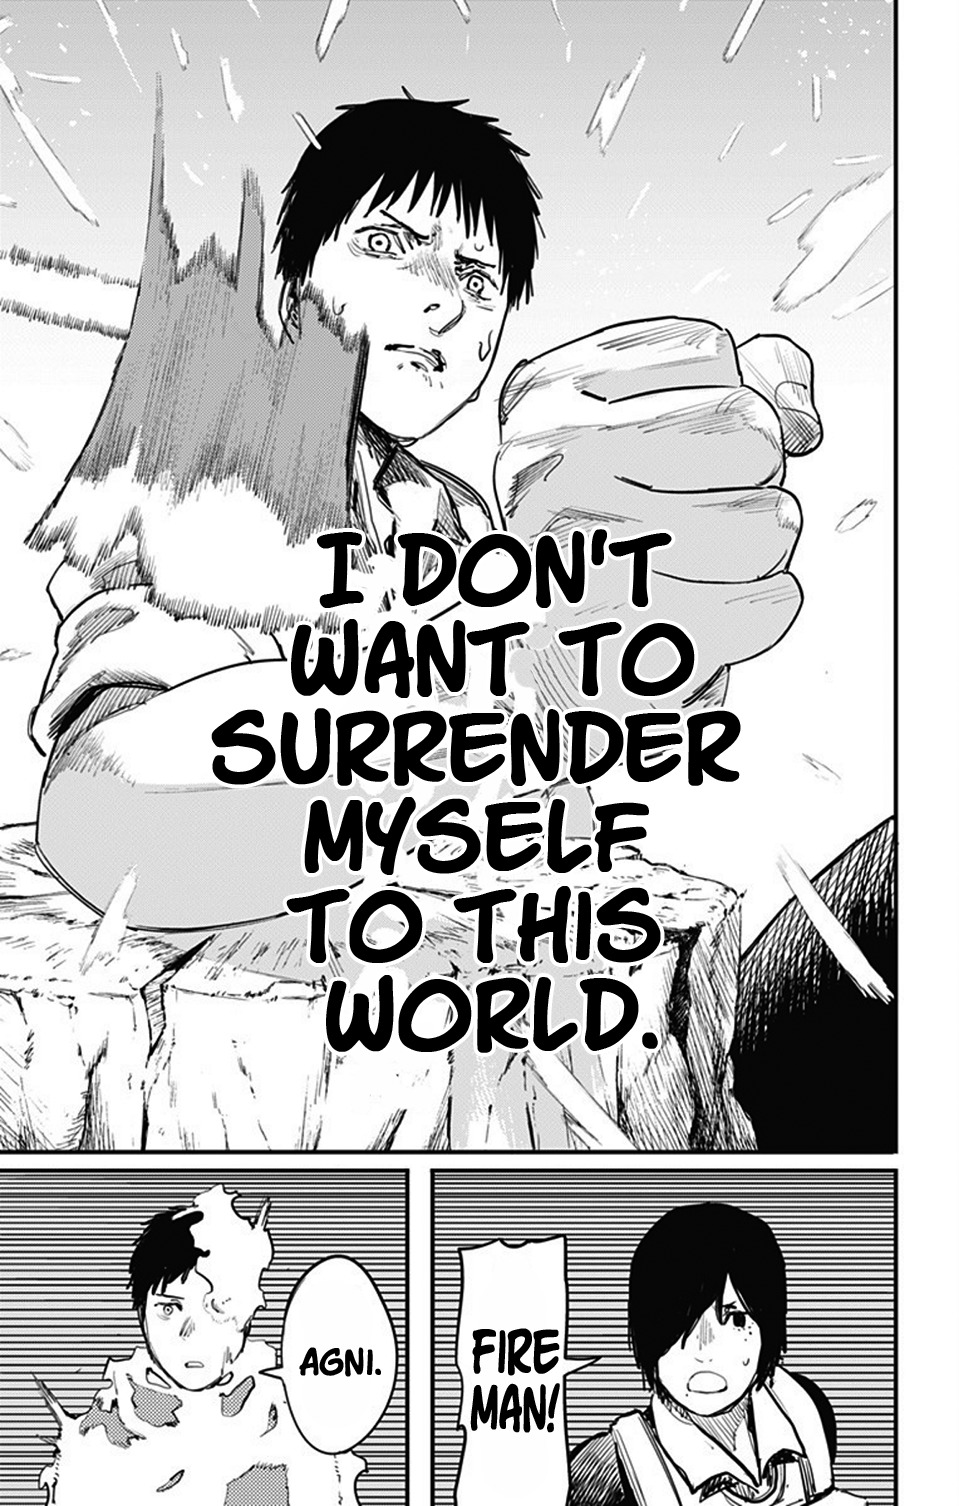 I DON'T
WANT TO
SURRENDER
MYSELF
TO THIS
WORLD.
FIRE
MAN!
AGNI.